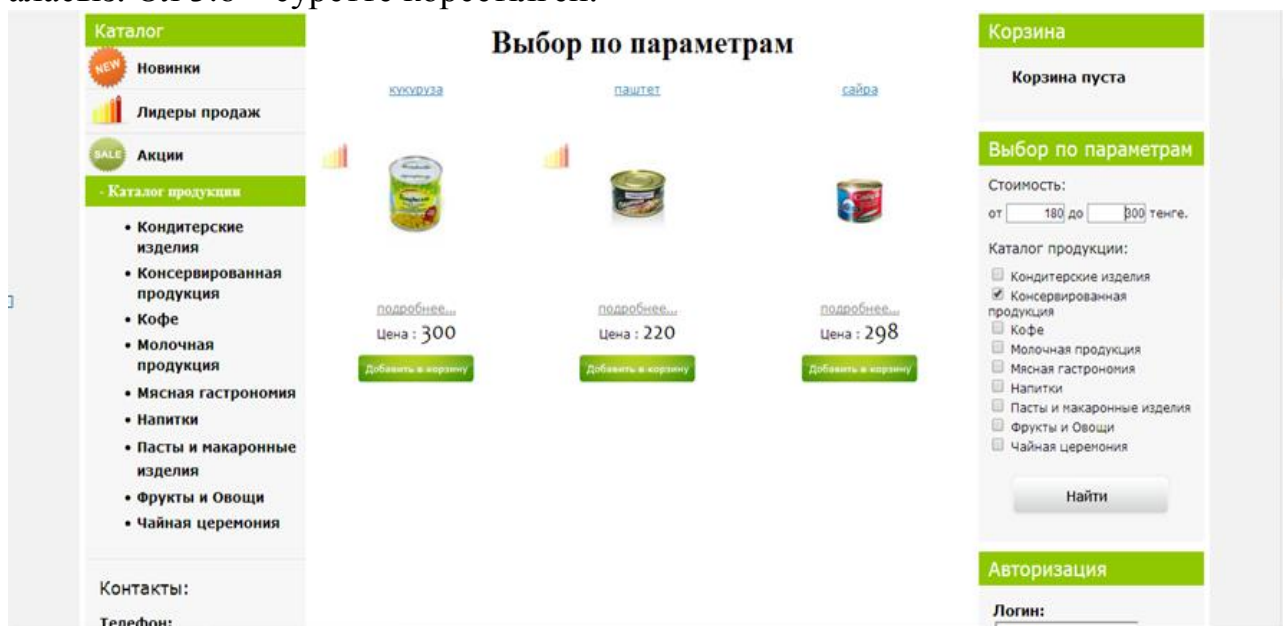 Каталог
NEW Новинки
Лидеры продаж
SALE Акции
- Каталог продукции
• Кондитерские
изделия
• Консервированная
продукция
• Кофе
• Молочная
продукция
• Мясная гастрономия
• Напитки
• Пасты и макаронные
изделия
• Фрукты и Овощи
• Чайная церемония
Контакты:
Телефон:
Выбор по параметрам
кукуруза паштет сайра
подробнее... подробнее... подробнее...
Цена : 300 Цена : 220 Цена : 298
Добавить в корзину Добавить в корзину Добавить в корзину
Корзина
Корзина пуста
Выбор по параметрам
Стоимость:
от 180 до 300 тенге.
Каталог продукции:
Кондитерские изделия
Консервированная
продукция
Кофе
Молочная продукция
Мясная гастрономия
Напитки
Пасты и макаронные изделия
Фрукты и Овощи
Чайная церемония
Найти
Авторизация
Логин: